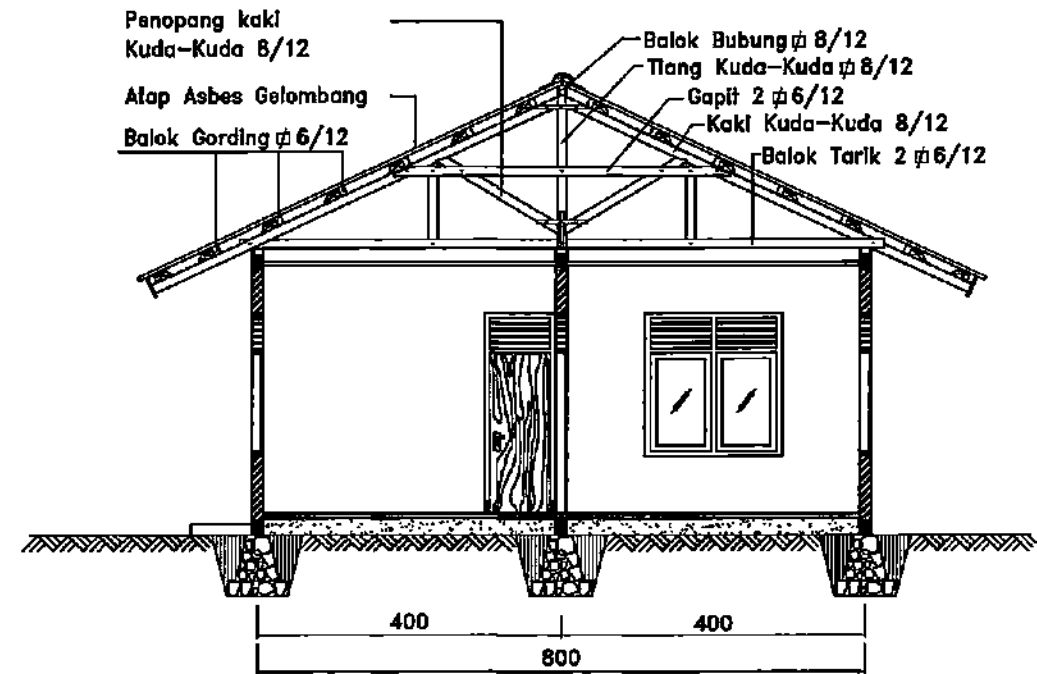 Penopang kaki
Kuda-Kuda 8/12
Atap Asbes Gelombang
Balok Gording ⌀ 6/12
Balok Bubung ⌀ 8/12
Tiang Kuda-Kuda ⌀ 8/12
Gapit 2 ⌀ 6/12
Kaki Kuda-Kuda 8/12
Balok Tarik 2 ⌀ 6/12
400
400
800